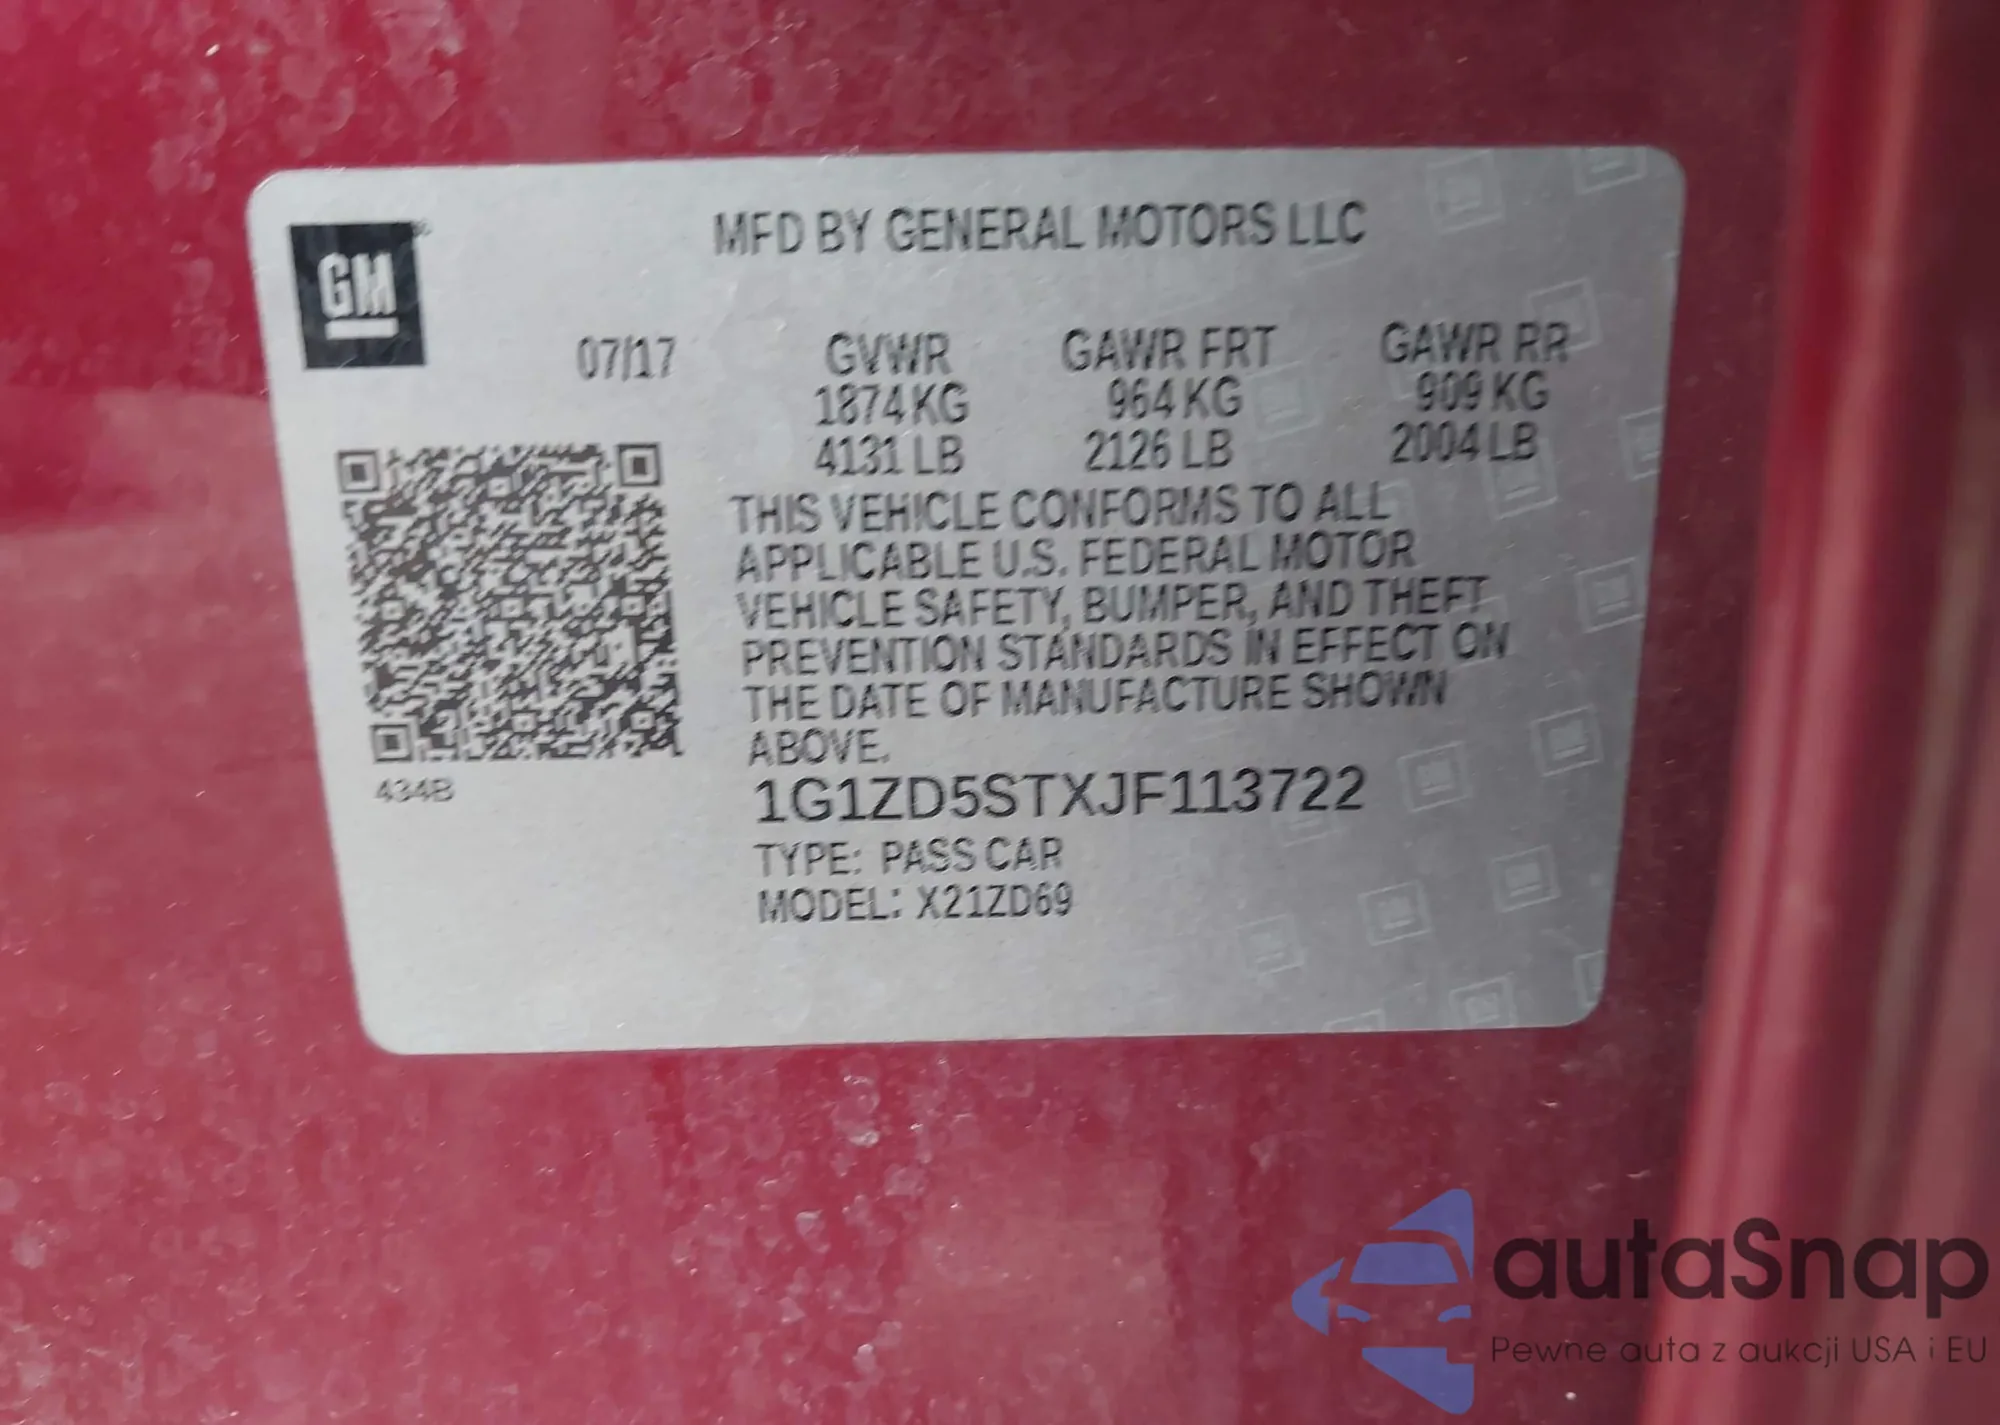 GM
MFD BY GENERAL MOTORS LLC
07/17 GVWR GAWR FRT GAWR RR
1874 KG 964 KG 909 KG
4131 LB 2126 LB 2004 LB
THIS VEHICLE CONFORMS TO ALL
APPLICABLE U.S. FEDERAL MOTOR
VEHICLE SAFETY, BUMPER, AND THEFT
PREVENTION STANDARDS IN EFFECT ON
THE DATE OF MANUFACTURE SHOWN
ABOVE.
434B
1G1ZD5STXJF113722
TYPE: PASS CAR
MODEL: X21ZD69
autaSnap
Pewne auta z aukcji USA i EU